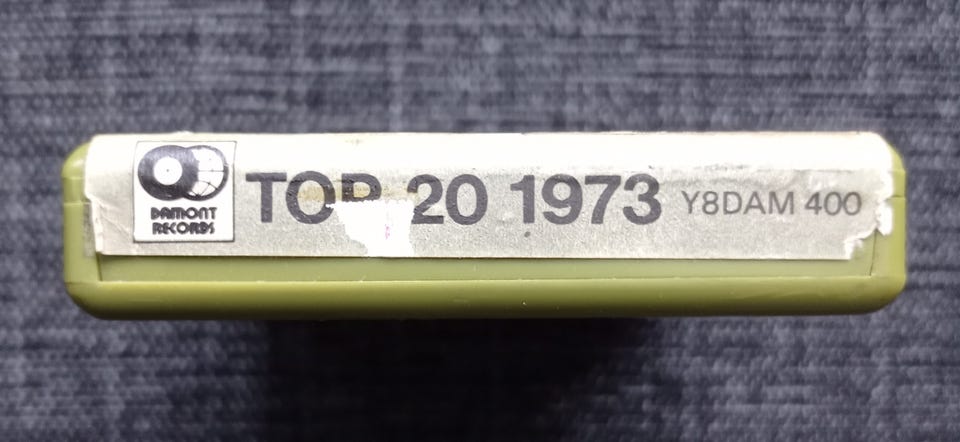 DAMONT
RECORDS
TOP 20 1973 Y8DAM 400